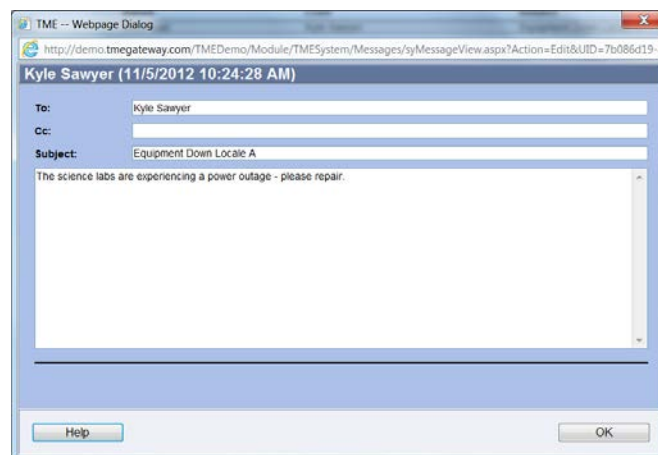 TME -- Webpage Dialog
http://demo.tmegateway.com/TMEDemo/Module/TMESystem/Messages/syMessageView.aspx?Action=Edit&UID=7b086d19-
Kyle Sawyer (11/5/2012 10:24:28 AM)
To: Kyle Sawyer
Cc:
Subject: Equipment Down Locale A
The science labs are experiencing a power outage - please repair.
Help OK